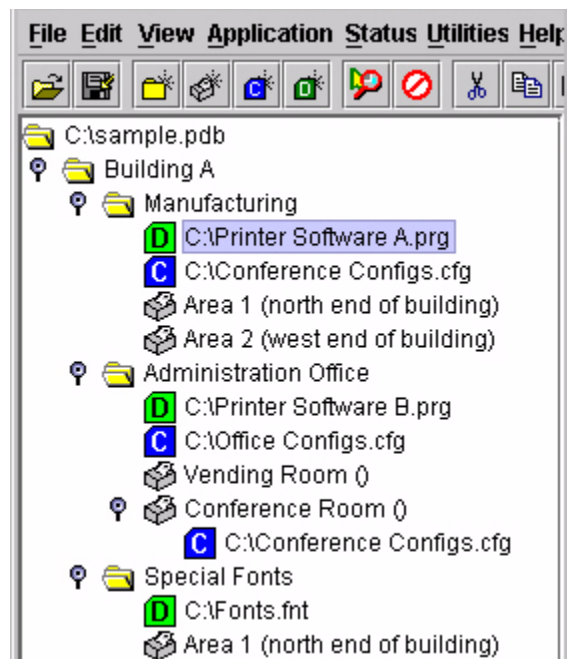 File Edit View Application Status Utilities Help
C D
C:\sample.pdb
Building A
Manufacturing
D C:\Printer Software A.prg
C C:\Conference Configs.cfg
Area 1 (north end of building)
Area 2 (west end of building)
Administration Office
D C:\Printer Software B.prg
C C:\Office Configs.cfg
Vending Room ()
Conference Room ()
C C:\Conference Configs.cfg
Special Fonts
D C:\Fonts.fnt
Area 1 (north end of building)